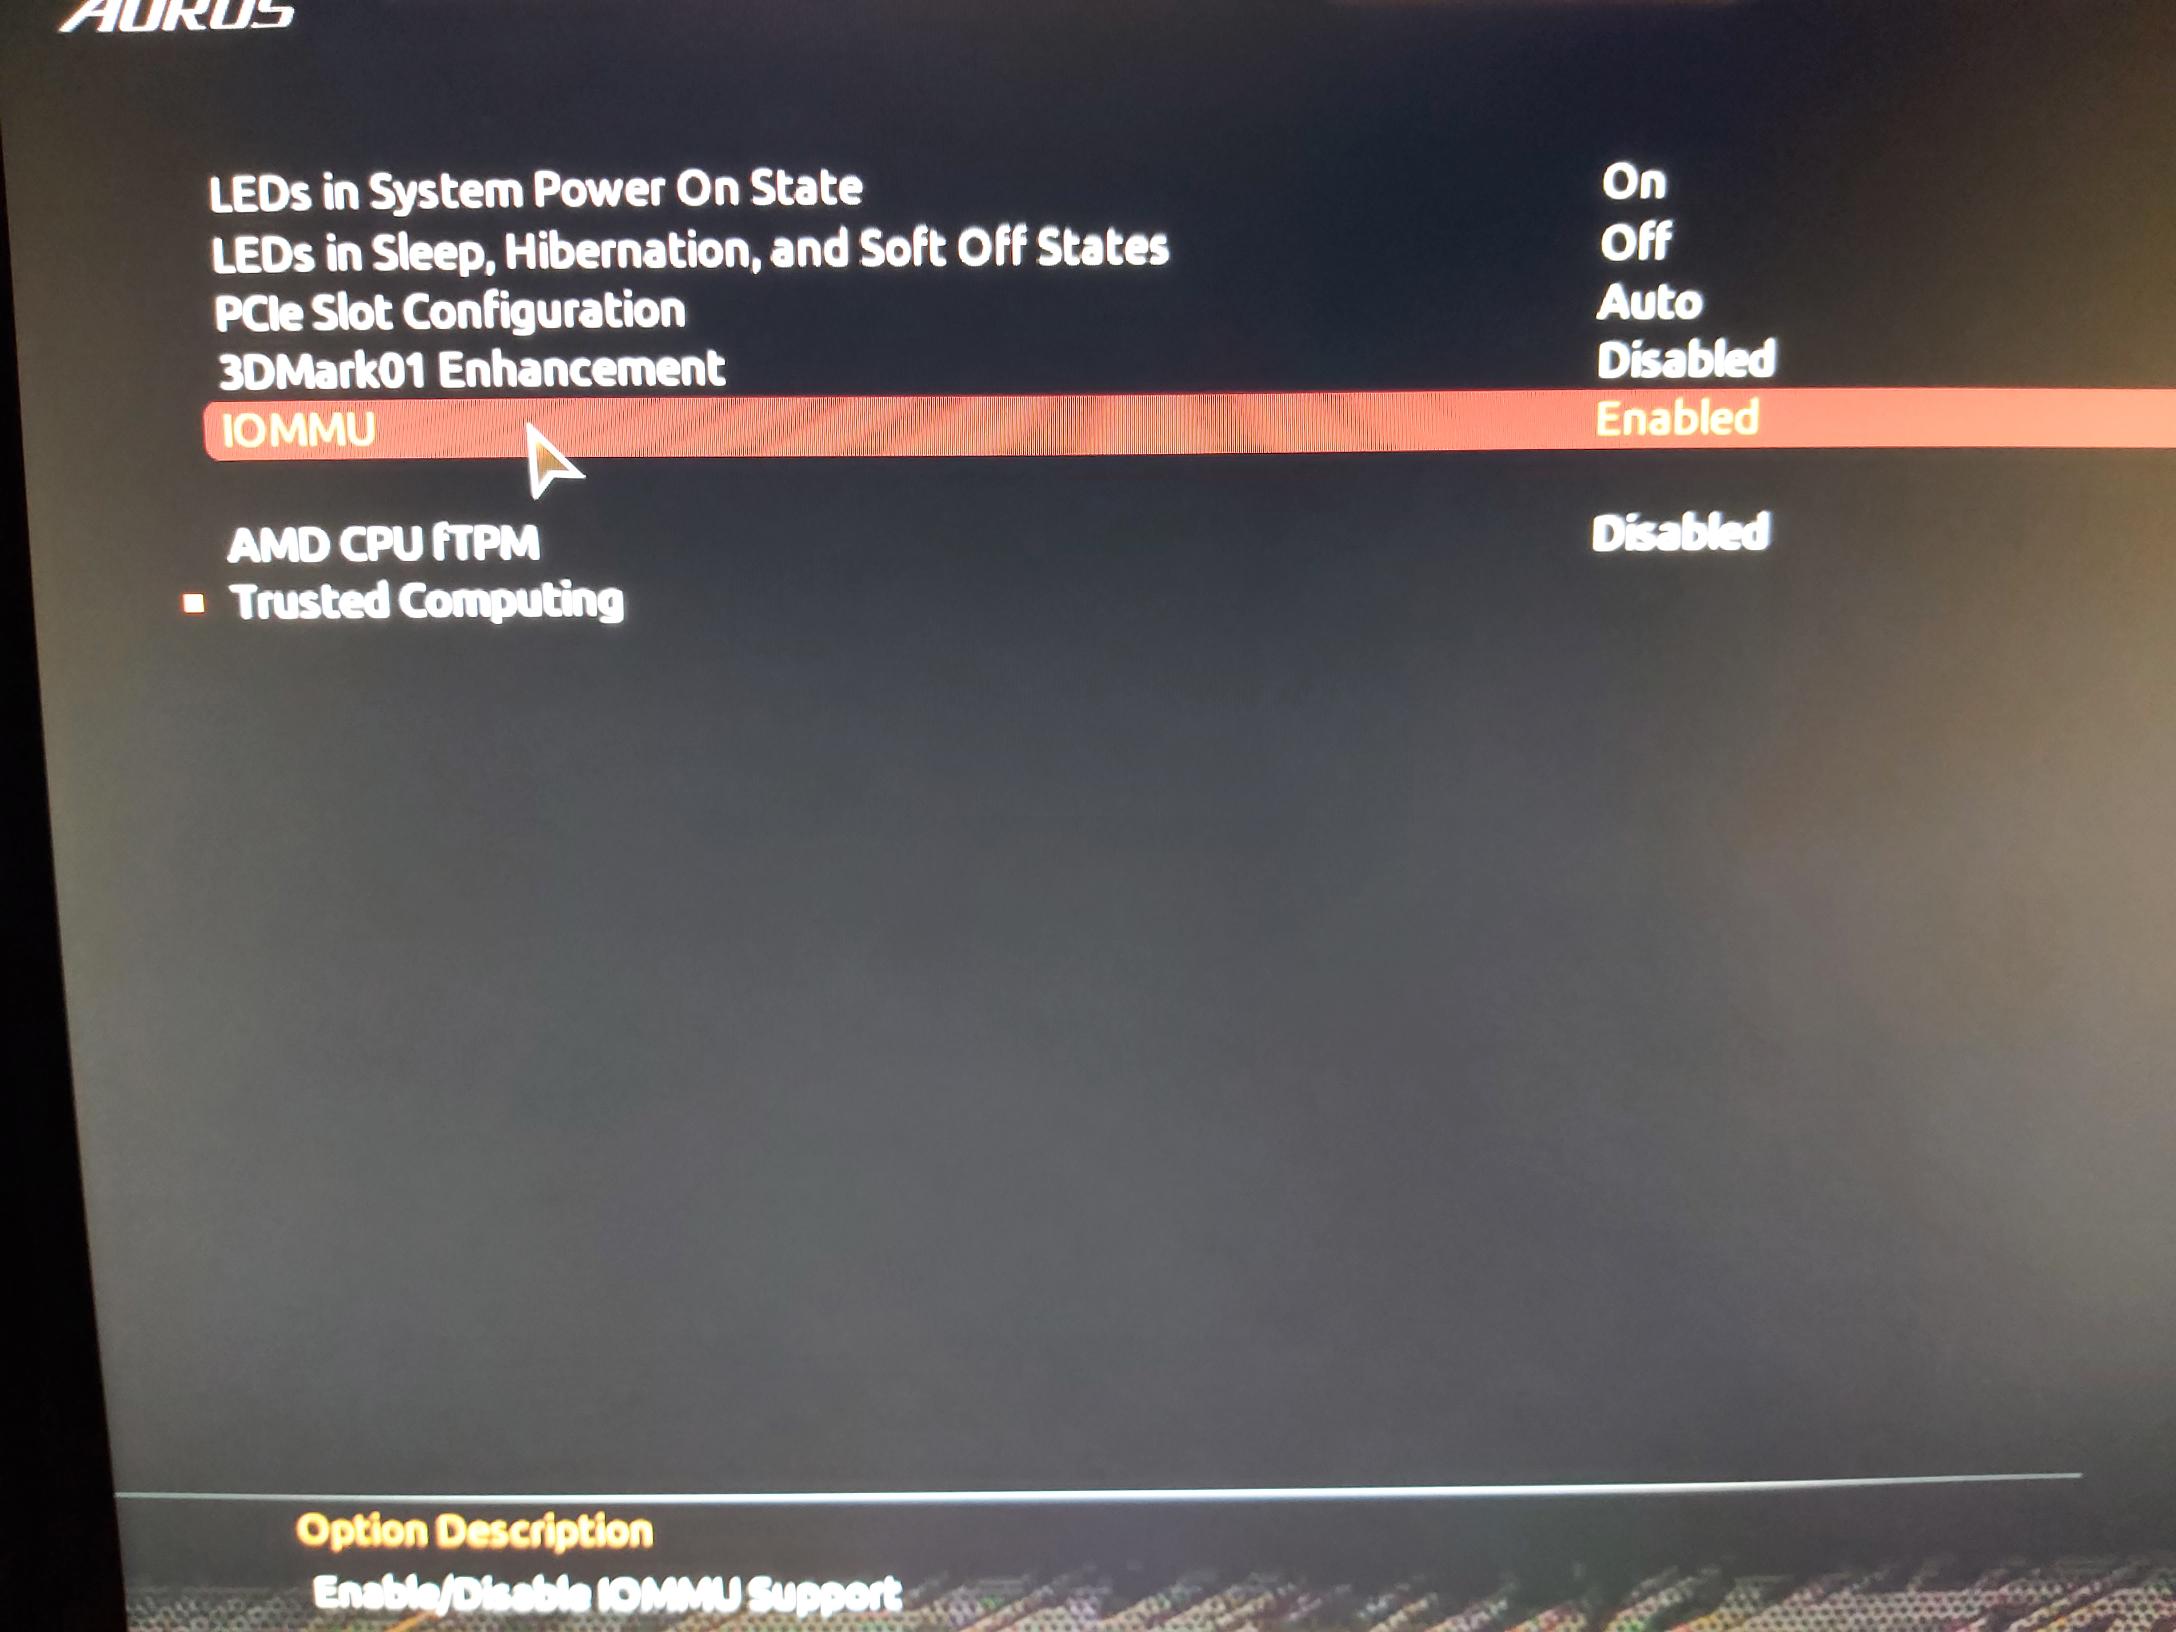 AORUS
LEDs in System Power On State On
LEDs in Sleep, Hibernation, and Soft Off States Off
PCIe Slot Configuration Auto
3DMark01 Enhancement Disabled
IOMMU Enabled
AMD CPU fTPM Disabled
Trusted Computing
Option Description
Enable/Disable IOMMU Support